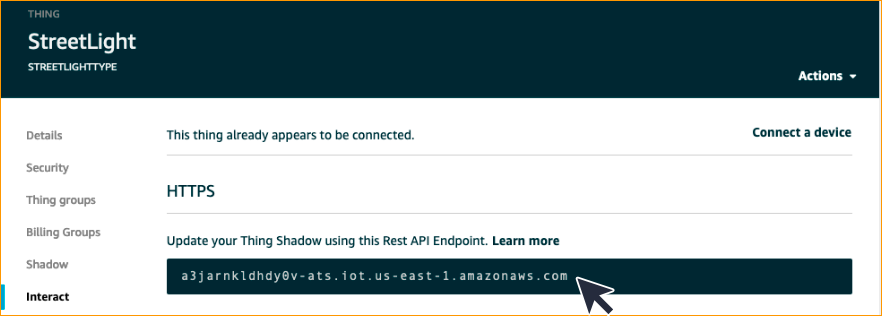 THING
StreetLight
STREETLIGHTTYPE
Actions
Details
Security
Thing groups
Billing Groups
Shadow
Interact
This thing already appears to be connected.
Connect a device
HTTPS
Update your Thing Shadow using this Rest API Endpoint. Learn more
a3jarnkldhdy0v-ats.iot.us-east-1.amazonaws.com